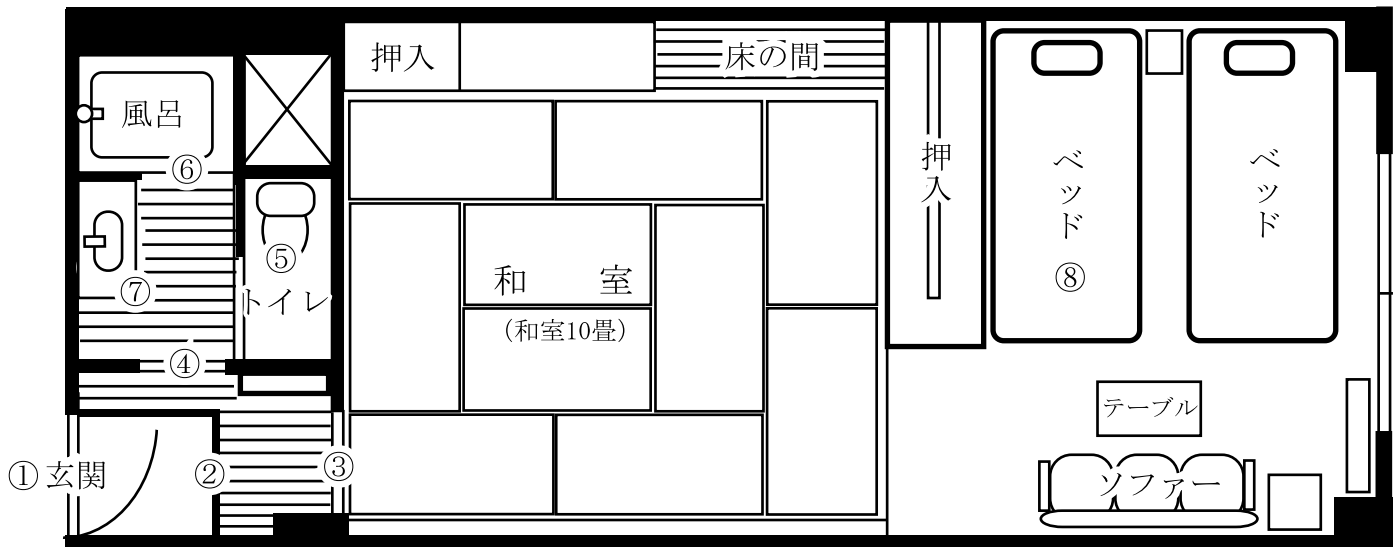 押入
床の間
風呂
⑥
押入
ベッド
ベッド
⑤
⑦
トイレ
和室
(和室10畳)
⑧
④
テーブル
①玄関
②
③
ソファー